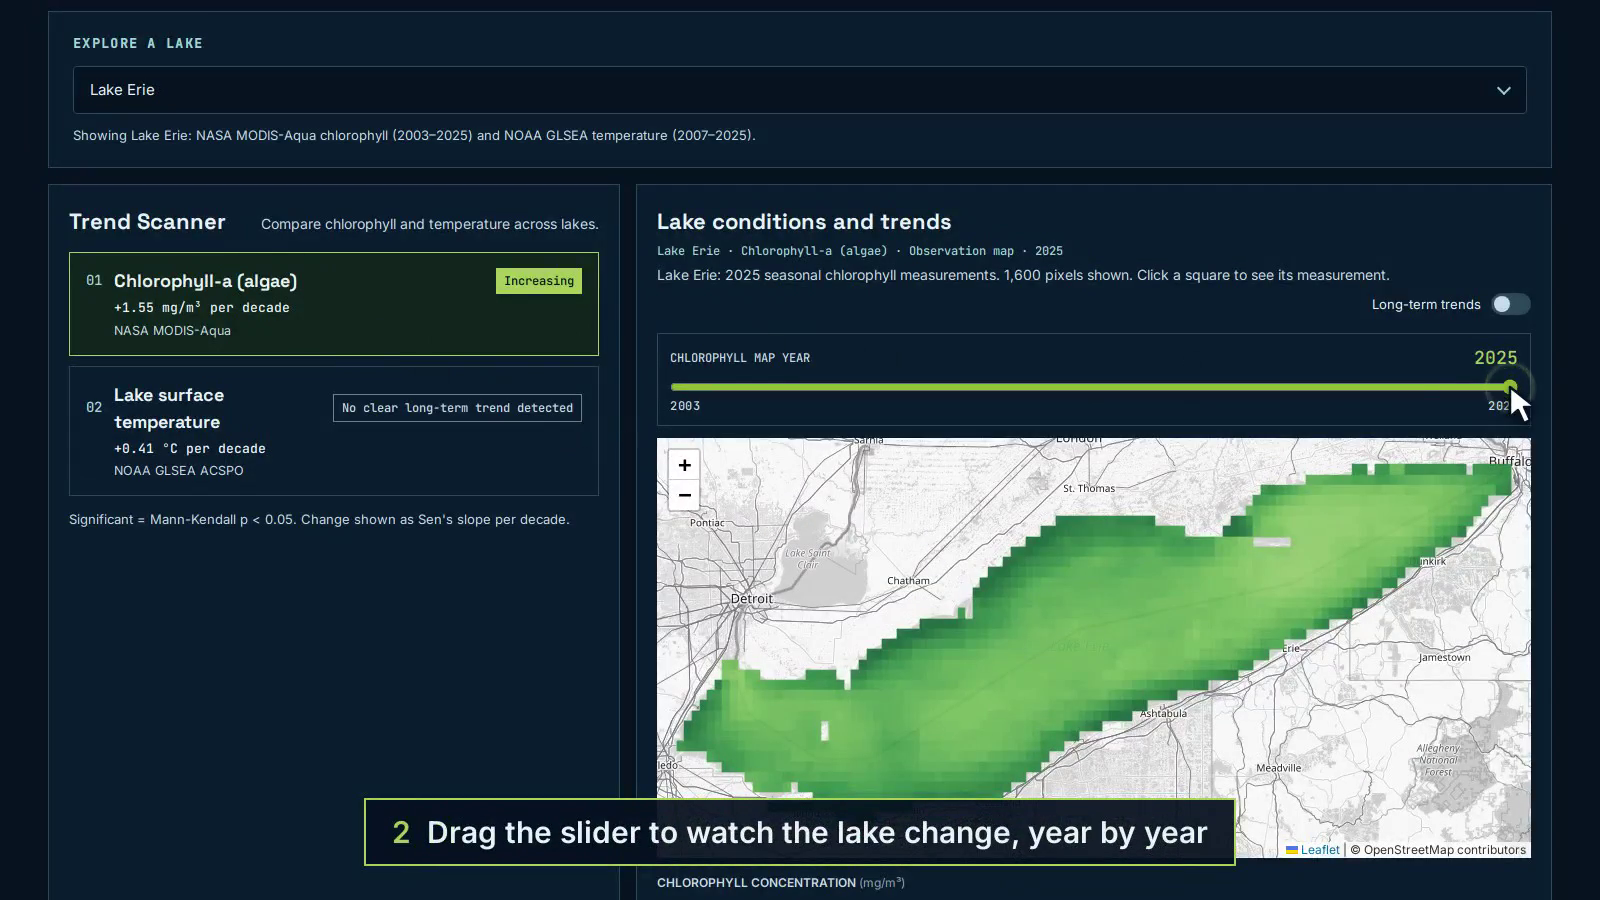 EXPLORE A LAKE
Lake Erie
Showing Lake Erie: NASA MODIS-Aqua chlorophyll (2003–2025) and NOAA GLSEA temperature (2007–2025).
Trend Scanner
Compare chlorophyll and temperature across lakes.
01 Chlorophyll-a (algae)
Increasing
+1.55 mg/m³ per decade
NASA MODIS-Aqua
02 Lake surface
temperature
No clear long-term trend detected
+0.41 °C per decade
NOAA GLSEA ACSPO
Significant = Mann-Kendall p < 0.05. Change shown as Sen's slope per decade.
Lake conditions and trends
Lake Erie · Chlorophyll-a (algae) · Observation map · 2025
Lake Erie: 2025 seasonal chlorophyll measurements. 1,600 pixels shown. Click a square to see its measurement.
Long-term trends
CHLOROPHYLL MAP YEAR
2025
2003
+
−
Sarnia
London
Buffalo
St. Thomas
Pontiac
Lake Saint
Clair
Chatham
Detroit
Erie
Jamestown
Ashtabula
Meadville
Allegheny
National
Forest
2 Drag the slider to watch the lake change, year by year
Leaflet | © OpenStreetMap contributors
CHLOROPHYLL CONCENTRATION (mg/m³)